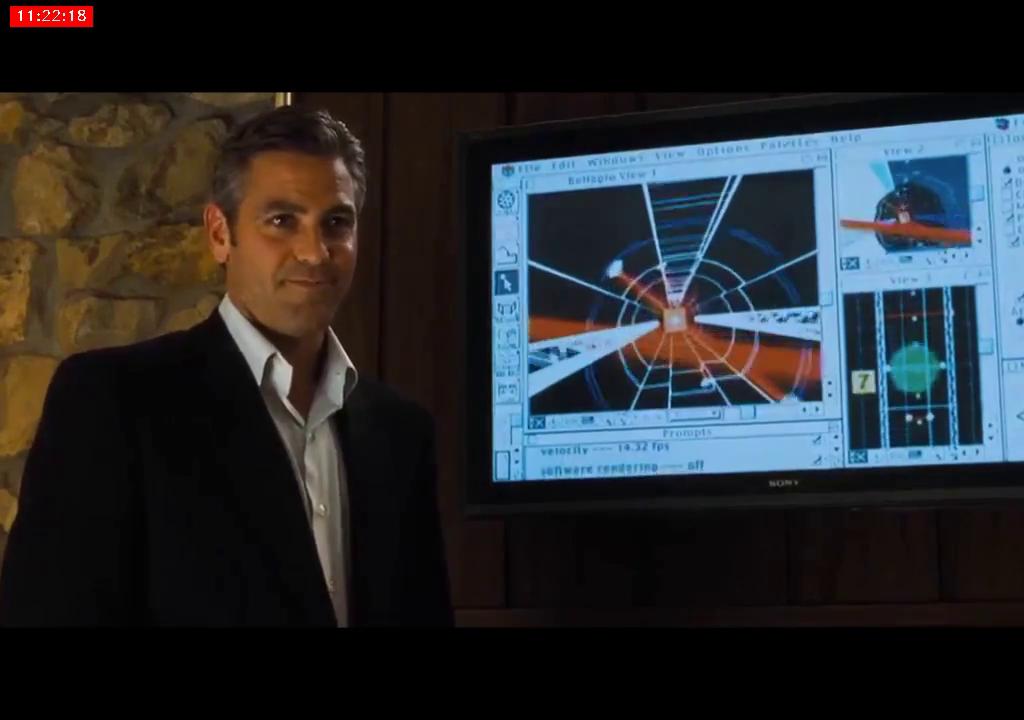 11:22:18
File Edit Windows View Options Palettes Help
Bellagio View 1
View 2
View 3
7
Prompts
velocity --- 14.32 fps
software rendering --- off
SONY